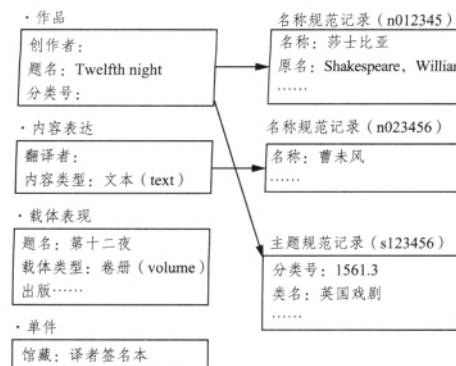 ·作品
创作者：
题名：Twelfth night
分类号：
·内容表达
翻译者：
内容类型：文本（text）
·载体表现
题名：第十二夜
载体类型：卷册（volume）
出版……
·单件
馆藏：译者签名本
名称规范记录（n012345）
名称：莎士比亚
原名：Shakespeare，Willian
……
名称规范记录（n023456）
名称：曹未风
……
主题规范记录（s123456）
分类号：1561.3
类名：英国戏剧
……